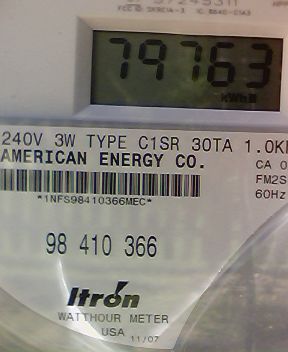 79763
kWh
240V 3W TYPE C1SR 30TA 1.0K
AMERICAN ENERGY CO.
CA 0
FM2S
60Hz
*1NFS98410366MEC*
98 410 366
Itrón
WATTHOUR METER
USA 11/07